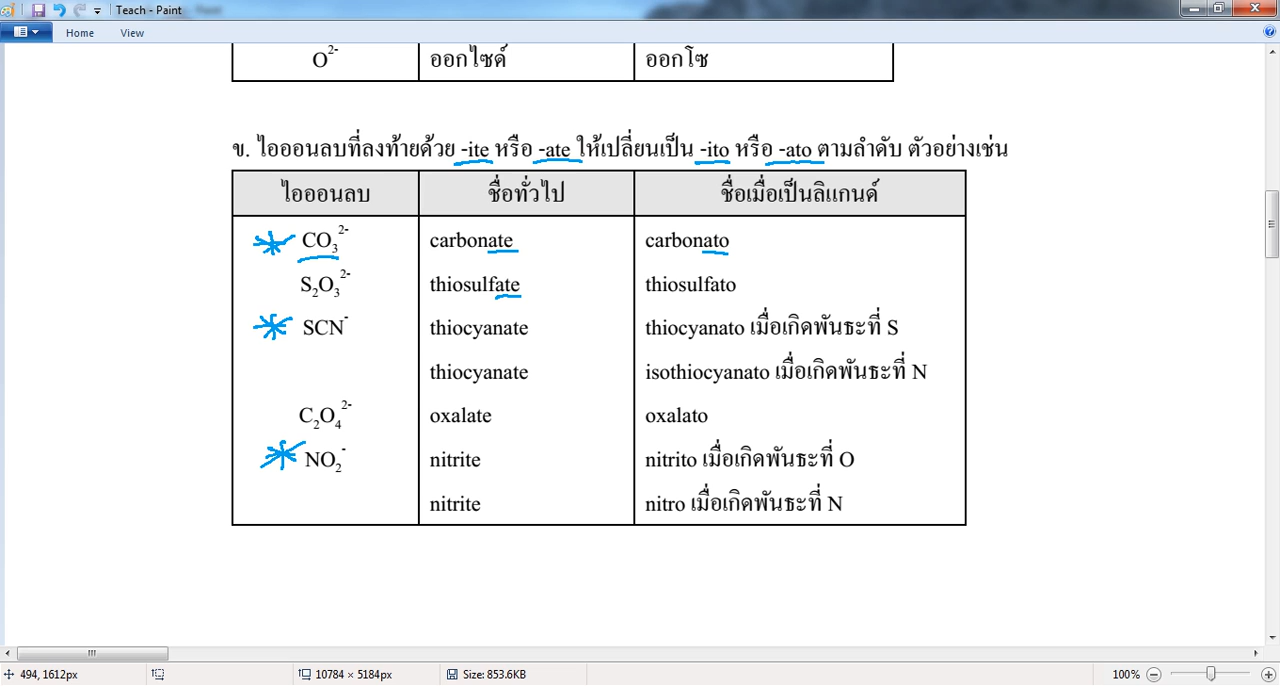 Teach - Paint
Home View
O²⁻ ออกไซด์ ออกโซ
ข. ไอออนลบที่ลงท้ายด้วย -ite หรือ -ate ให้เปลี่ยนเป็น -ito หรือ -ato ตามลำดับ ตัวอย่างเช่น
ไอออนลบ ชื่อทั่วไป ชื่อเมื่อเป็นลิแกนด์
CO₃²⁻ carbonate carbonato
S₂O₃²⁻ thiosulfate thiosulfato
SCN⁻ thiocyanate thiocyanato เมื่อเกิดพันธะที่ S
thiocyanate isothiocyanato เมื่อเกิดพันธะที่ N
C₂O₄²⁻ oxalate oxalato
NO₂⁻ nitrite nitrito เมื่อเกิดพันธะที่ O
nitrite nitro เมื่อเกิดพันธะที่ N
494, 1612px 10784 × 5184px Size: 853.6KB 100%